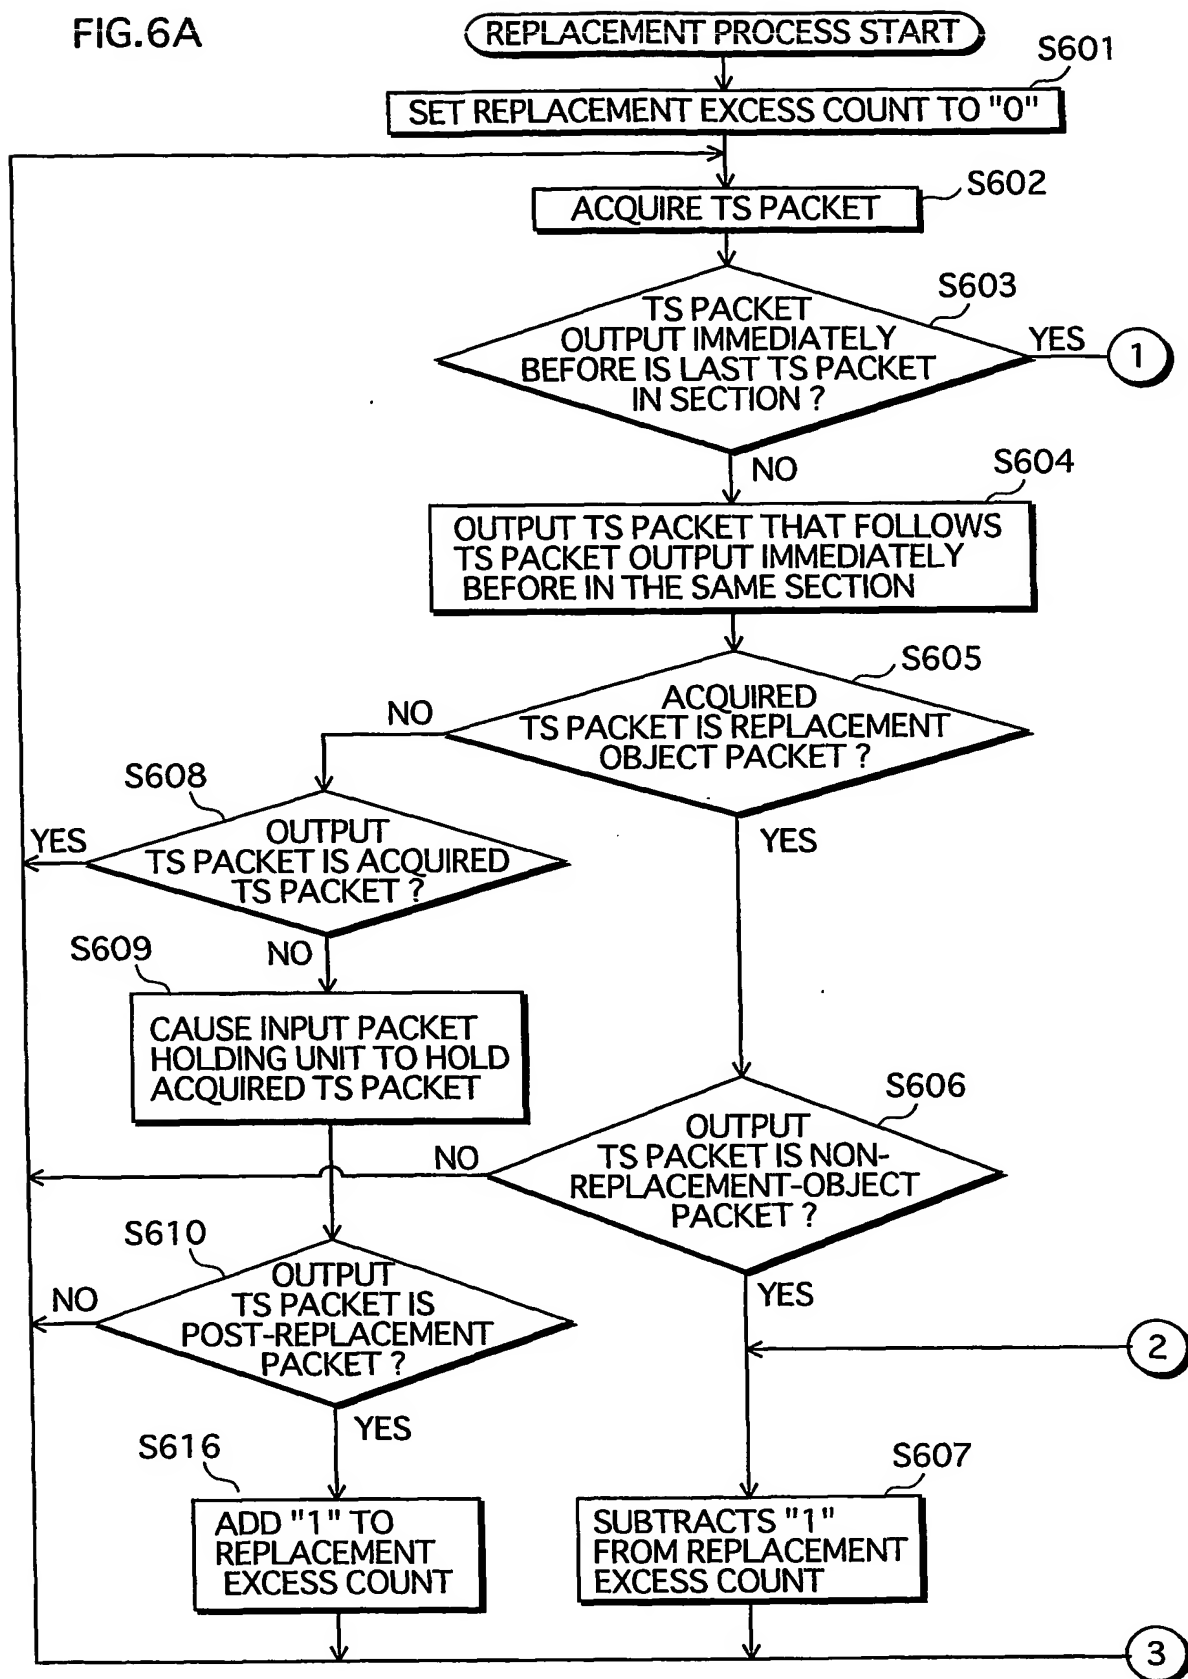 FIG.6A
REPLACEMENT PROCESS START
S601
SET REPLACEMENT EXCESS COUNT TO "0"
S602
ACQUIRE TS PACKET
S603
TS PACKET
OUTPUT IMMEDIATELY
BEFORE IS LAST TS PACKET
IN SECTION ?
YES
1
NO
S604
OUTPUT TS PACKET THAT FOLLOWS
TS PACKET OUTPUT IMMEDIATELY
BEFORE IN THE SAME SECTION
S605
ACQUIRED
TS PACKET IS REPLACEMENT
OBJECT PACKET ?
NO
YES
S608
OUTPUT
TS PACKET IS ACQUIRED
TS PACKET ?
YES
NO
S609
CAUSE INPUT PACKET
HOLDING UNIT TO HOLD
ACQUIRED TS PACKET
S606
OUTPUT
TS PACKET IS NON-
REPLACEMENT-OBJECT
PACKET ?
NO
YES
S610
OUTPUT
TS PACKET IS
POST-REPLACEMENT
PACKET ?
NO
YES
2
S616
ADD "1" TO
REPLACEMENT
EXCESS COUNT
S607
SUBTRACTS "1"
FROM REPLACEMENT
EXCESS COUNT
3